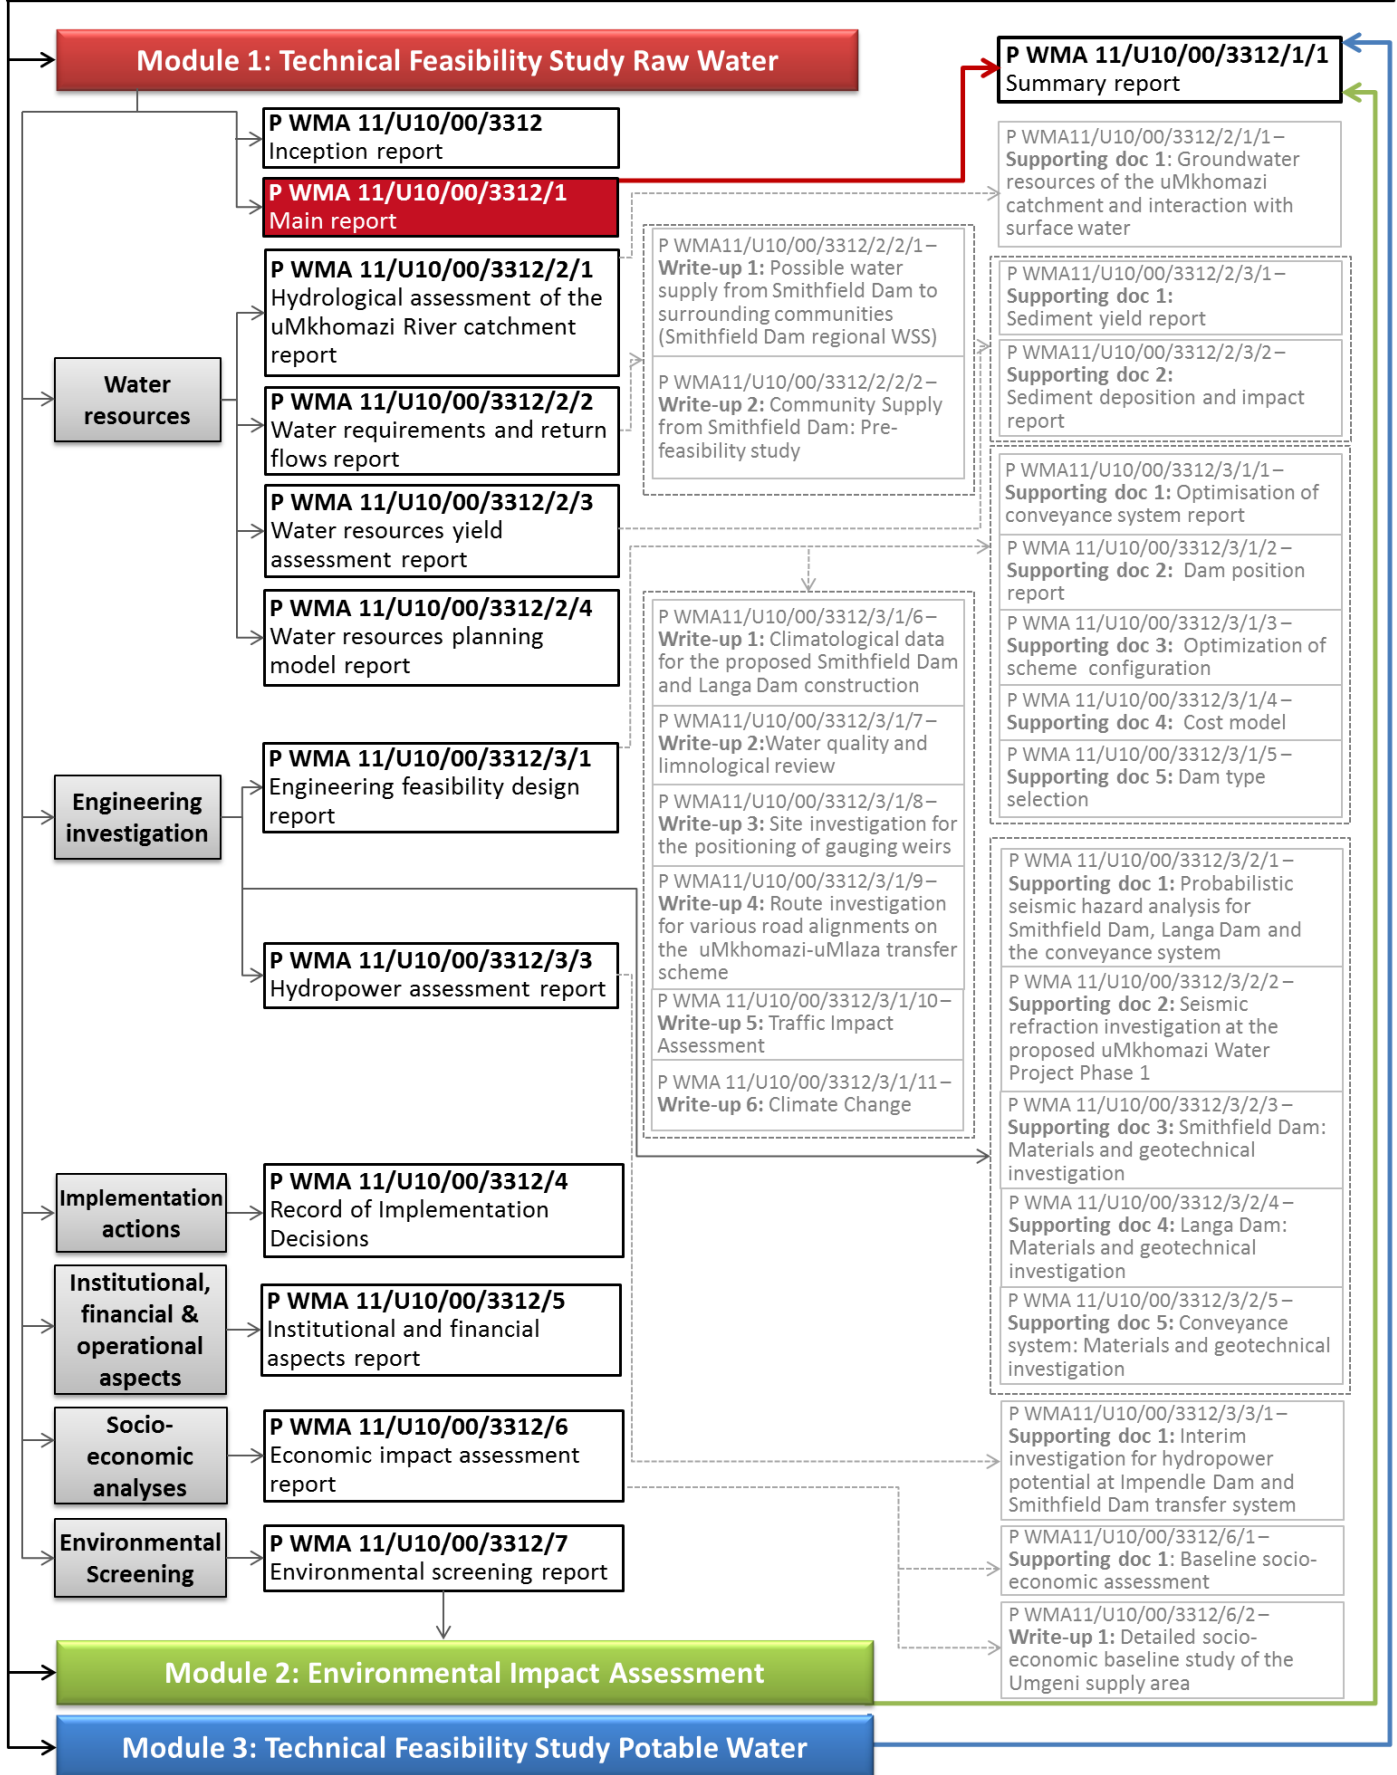 Module 1: Technical Feasibility Study Raw Water
P WMA 11/U10/00/3312/1/1
Summary report
P WMA 11/U10/00/3312
Inception report
P WMA 11/U10/00/3312/1
Main report
P WMA11/U10/00/3312/2/1/1–
Supporting doc 1: Groundwater
resources of the uMkhomazi
catchment and interaction with
surface water
Water
resources
P WMA 11/U10/00/3312/2/1
Hydrological assessment of the
uMkhomazi River catchment
report
P WMA 11/U10/00/3312/2/2
Water requirements and return
flows report
P WMA 11/U10/00/3312/2/3
Water resources yield
assessment report
P WMA 11/U10/00/3312/2/4
Water resources planning
model report
P WMA11/U10/00/3312/2/2/1–
Write-up 1: Possible water
supply from Smithfield Dam to
surrounding communities
(Smithfield Dam regional WSS)
P WMA11/U10/00/3312/2/2/2–
Write-up 2: Community Supply
from Smithfield Dam: Pre-
feasibility study
P WMA11/U10/00/3312/2/3/1–
Supporting doc 1:
Sediment yield report
P WMA11/U10/00/3312/2/3/2–
Supporting doc 2:
Sediment deposition and impact
report
P WMA11/U10/00/3312/3/1/1–
Supporting doc 1: Optimisation of
conveyance system report
P WMA 11/U10/00/3312/3/1/2–
Supporting doc 2: Dam position
report
P WMA 11/U10/00/3312/3/1/3–
Supporting doc 3: Optimization of
scheme configuration
P WMA 11/U10/00/3312/3/1/4–
Supporting doc 4: Cost model
P WMA 11/U10/00/3312/3/1/5–
Supporting doc 5: Dam type
selection
Engineering
investigation
P WMA 11/U10/00/3312/3/1
Engineering feasibility design
report
P WMA 11/U10/00/3312/3/3
Hydropower assessment report
P WMA11/U10/00/3312/3/1/6–
Write-up 1: Climatological data
for the proposed Smithfield Dam
and Langa Dam construction
P WMA11/U10/00/3312/3/1/7–
Write-up 2:Water quality and
limnological review
P WMA11/U10/00/3312/3/1/8–
Write-up 3: Site investigation for
the positioning of gauging weirs
P WMA11/U10/00/3312/3/1/9–
Write-up 4: Route investigation
for various road alignments on
the uMkhomazi-uMlaza transfer
scheme
P WMA 11/U10/00/3312/3/1/10–
Write-up 5: Traffic Impact
Assessment
P WMA 11/U10/00/3312/3/1/11–
Write-up 6: Climate Change
P WMA 11/U10/00/3312/3/2/1–
Supporting doc 1: Probabilistic
seismic hazard analysis for
Smithfield Dam, Langa Dam and
the conveyance system
P WMA 11/U10/00/3312/3/2/2–
Supporting doc 2: Seismic
refraction investigation at the
proposed uMkhomazi Water
Project Phase 1
P WMA 11/U10/00/3312/3/2/3–
Supporting doc 3: Smithfield Dam:
Materials and geotechnical
investigation
P WMA 11/U10/00/3312/3/2/4–
Supporting doc 4: Langa Dam:
Materials and geotechnical
investigation
P WMA 11/U10/00/3312/3/2/5–
Supporting doc 5: Conveyance
system: Materials and geotechnical
investigation
Implementation
actions
P WMA 11/U10/00/3312/4
Record of Implementation
Decisions
Institutional,
financial &
operational
aspects
P WMA 11/U10/00/3312/5
Institutional and financial
aspects report
Socio-
economic
analyses
P WMA 11/U10/00/3312/6
Economic impact assessment
report
P WMA11/U10/00/3312/3/3/1–
Supporting doc 1: Interim
investigation for hydropower
potential at Impendle Dam and
Smithfield Dam transfer system
Environmental
Screening
P WMA 11/U10/00/3312/7
Environmental screening report
P WMA11/U10/00/3312/6/1–
Supporting doc 1: Baseline socio-
economic assessment
P WMA11/U10/00/3312/6/2–
Write-up 1: Detailed socio-
economic baseline study of the
Umgeni supply area
Module 2: Environmental Impact Assessment
Module 3: Technical Feasibility Study Potable Water